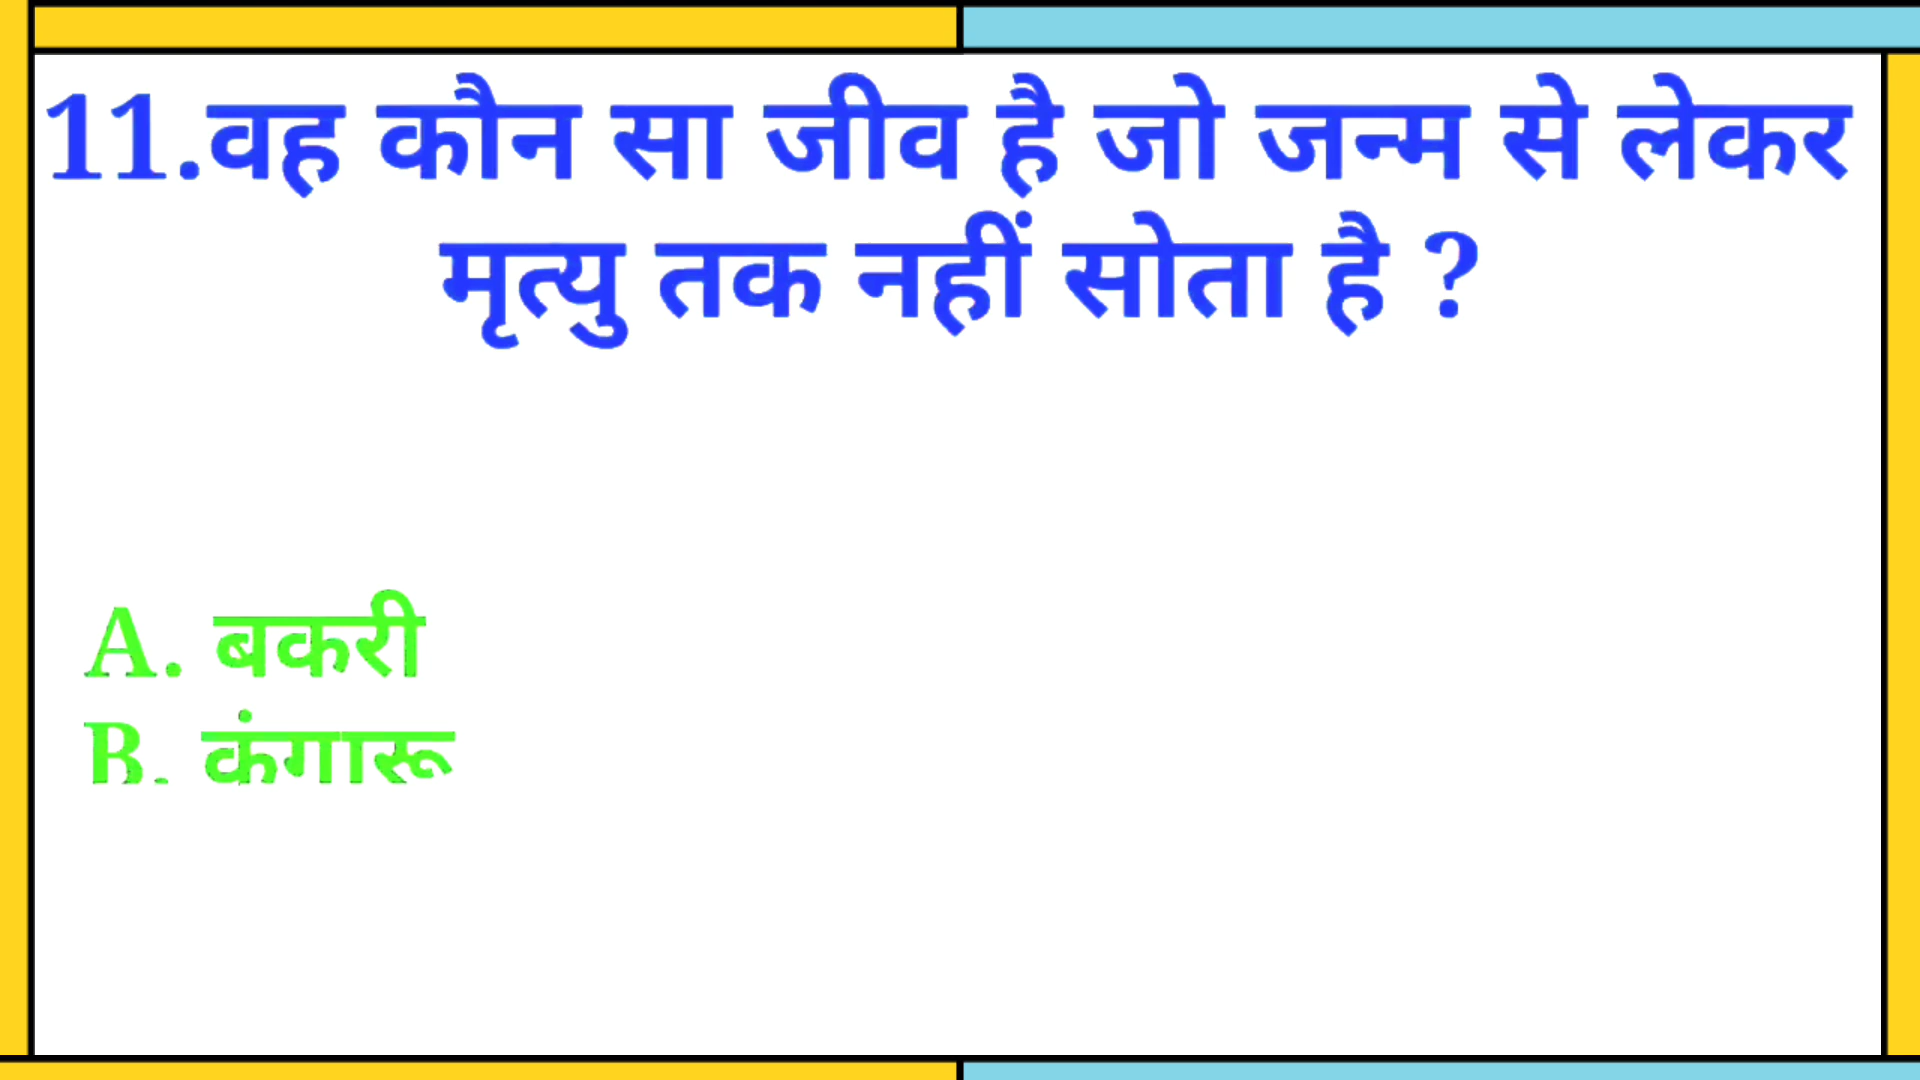 11.वह कौन सा जीव है जो जन्म से लेकर
मृत्यु तक नहीं सोता है ?
A. बकरी
B. कंगारू